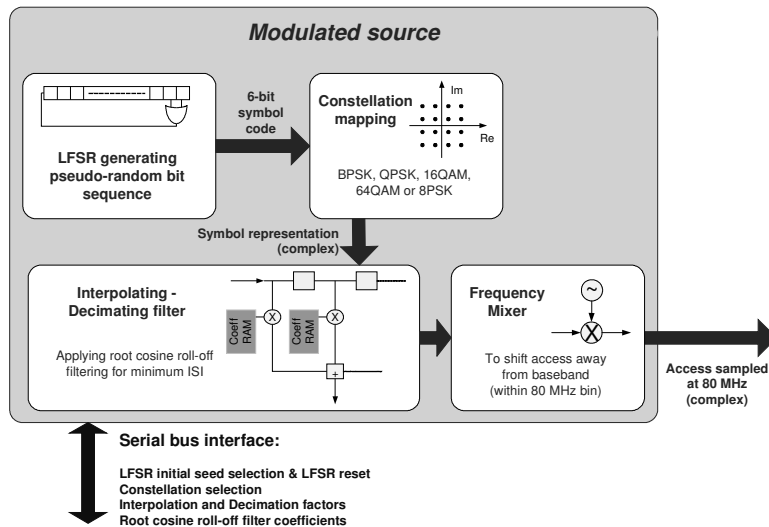 Modulated source
LFSR generating
pseudo-random bit
sequence
6-bit
symbol
code
Constellation
mapping
Im
Re
BPSK, QPSK, 16QAM,
64QAM or 8PSK
Symbol representation
(complex)
Interpolating -
Decimating filter
Applying root cosine roll-off
filtering for minimum ISI
Coeff
RAM
X
Coeff
RAM
X
+
Frequency
Mixer
~
X
To shift access away
from baseband
(within 80 MHz bin)
Access sampled
at 80 MHz
(complex)
Serial bus interface:
LFSR initial seed selection & LFSR reset
Constellation selection
Interpolation and Decimation factors
Root cosine roll-off filter coefficients